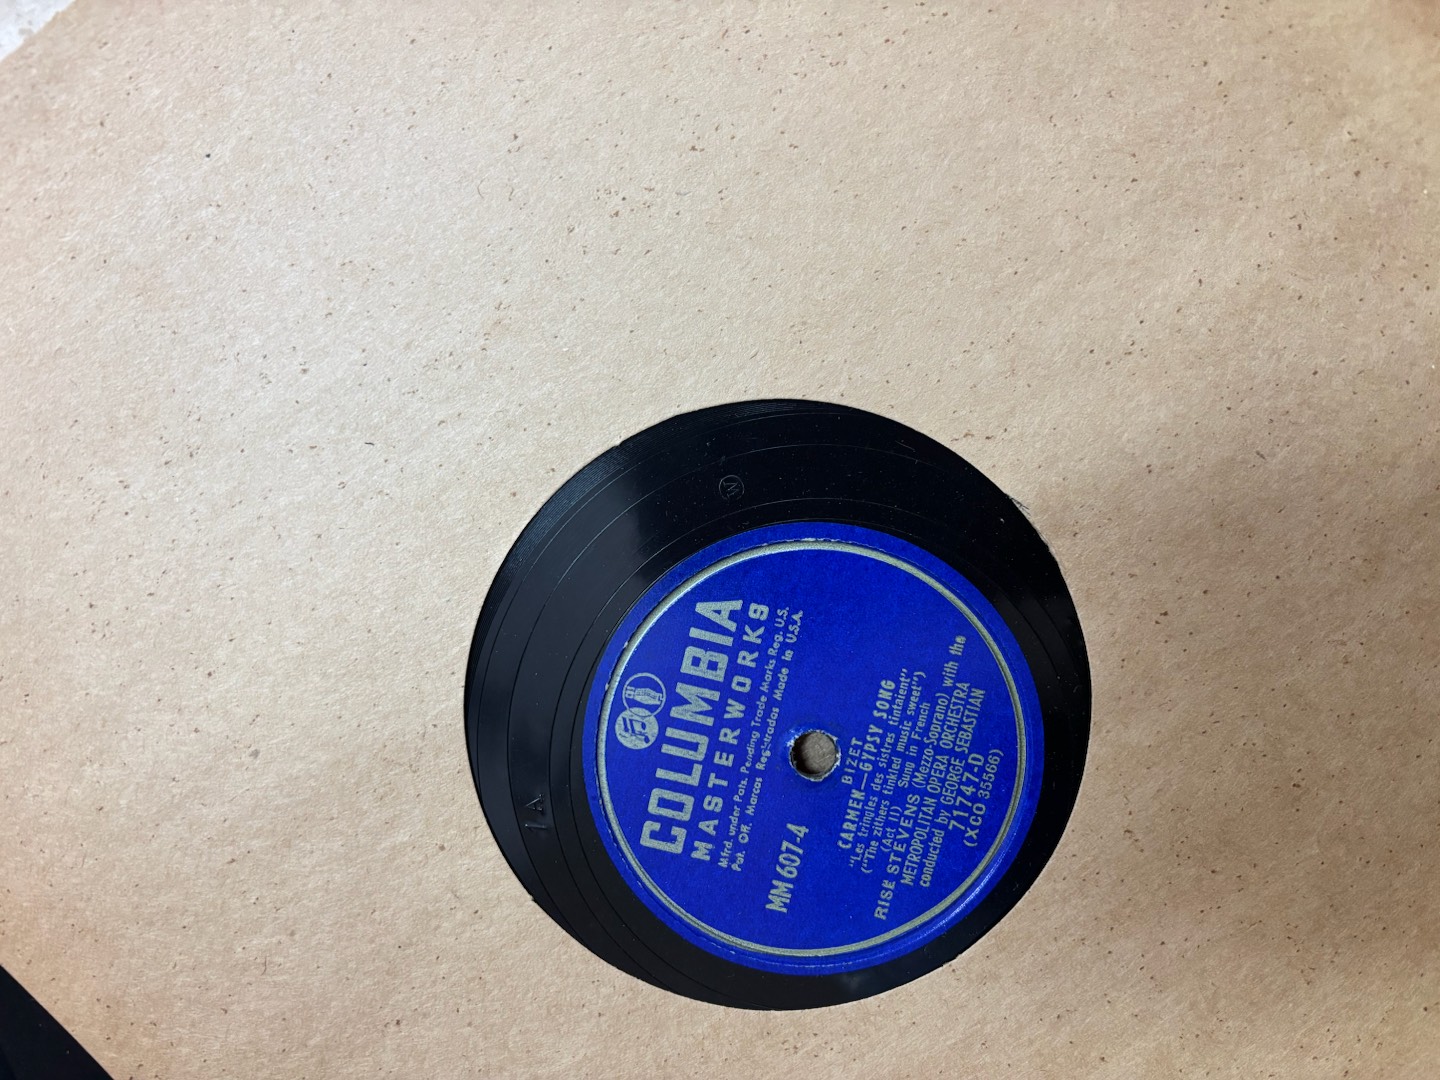 COLUMBIA
MASTERWORKS
Mfrd. under Pats. Pending Trade Marks Reg. U.S.
Pat. Off. Marcas Registradas Made in U.S.A.
MM 607-4
BIZET
CARMEN—GYPSY SONG
"Les tringles des sistres tintaient"
("The zithers tinkled music sweet")
(Act II) Sung in French
RISË STEVENS (Mezzo-Soprano) with the
METROPOLITAN OPERA ORCHESTRA
conducted by GEORGE SEBASTIAN
71747-D
(XCO 35566)
1A
W